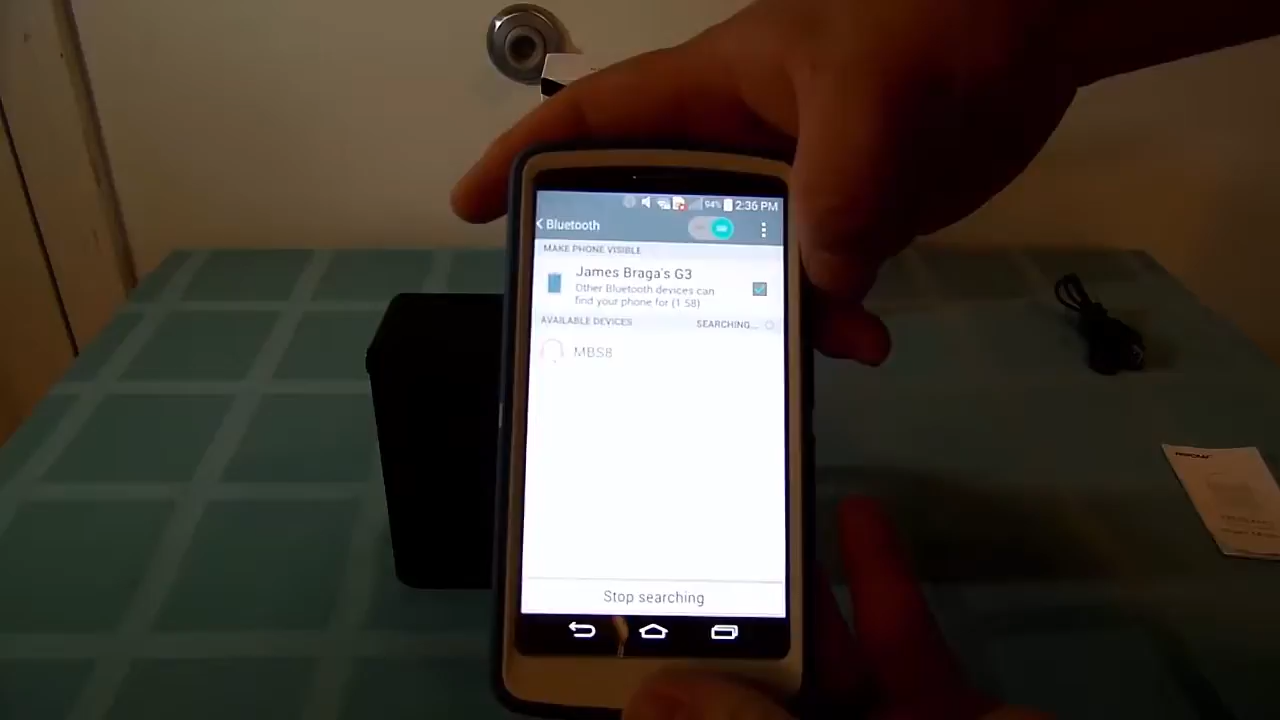 94% 2:36 PM
Bluetooth
MAKE PHONE VISIBLE
James Braga's G3
Other Bluetooth devices can
find your phone for (1:58)
AVAILABLE DEVICES SEARCHING...
MBS8
Stop searching